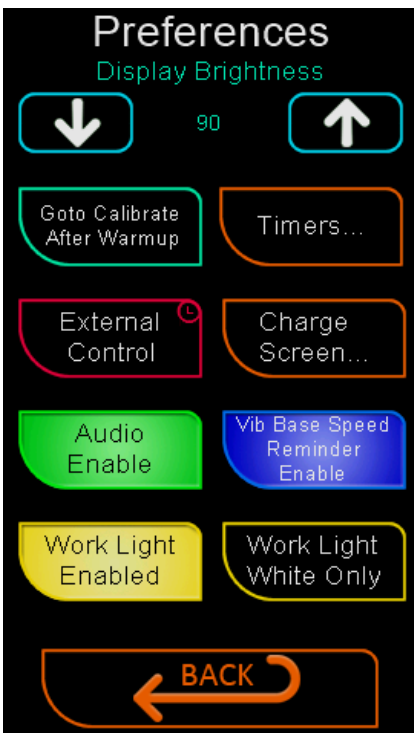 Preferences
Display Brightness
90
Goto Calibrate
After Warmup
Timers...
External
Control
Charge
Screen...
Audio
Enable
Vib Base Speed
Reminder
Enable
Work Light
Enabled
Work Light
White Only
BACK